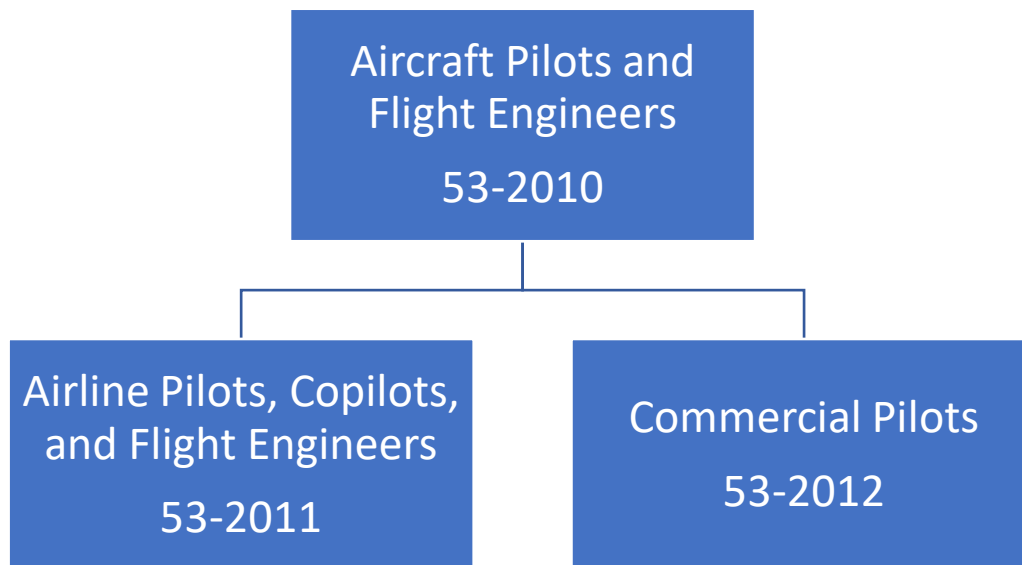 Aircraft Pilots and
Flight Engineers
53-2010
Airline Pilots, Copilots,
and Flight Engineers
53-2011
Commercial Pilots
53-2012